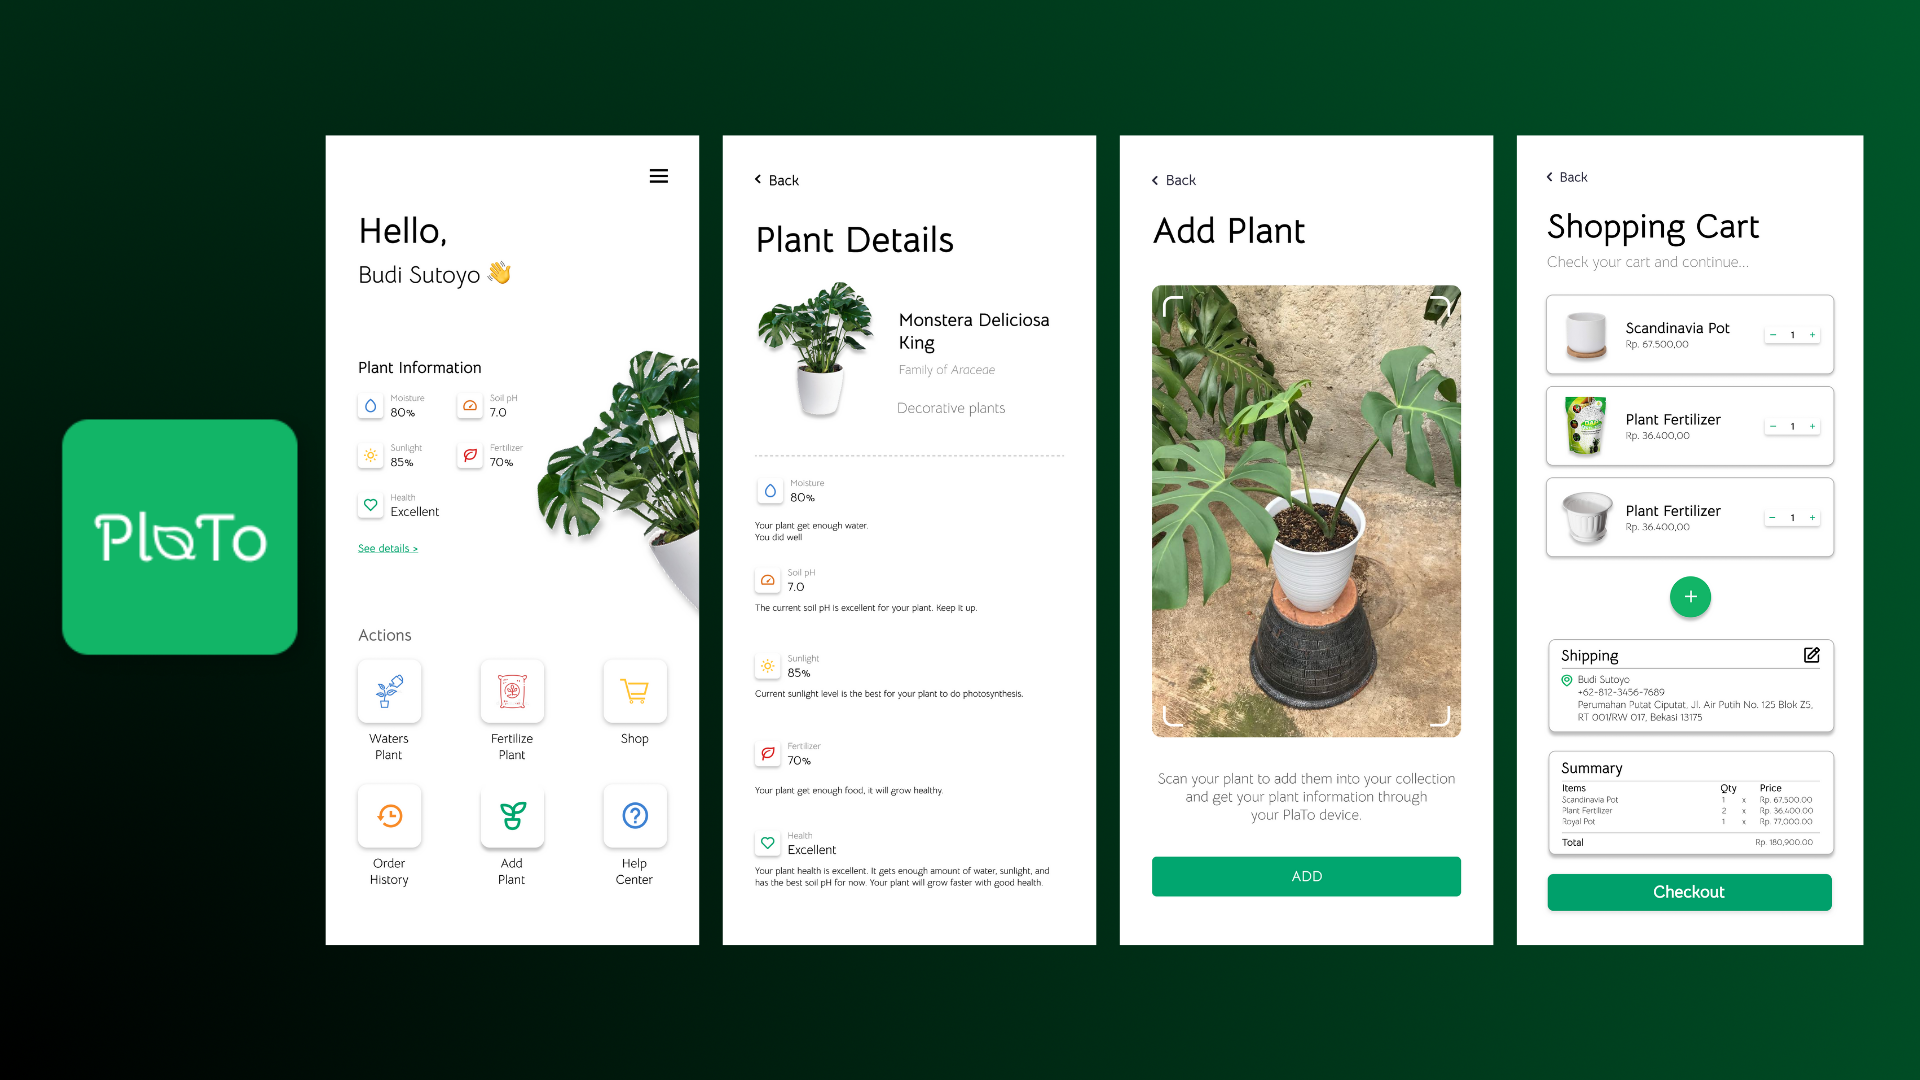 PlaTo
Hello,
Budi Sutoyo
Plant Information
Moisture
80%
Soil pH
7.0
Sunlight
85%
Fertilizer
70%
Health
Excellent
See details >
Actions
Waters
Plant
Fertilize
Plant
Shop
Order
History
Add
Plant
Help
Center
Back
Plant Details
Monstera Deliciosa
King
Family of Araceae
Decorative plants
Moisture
80%
Your plant get enough water.
You did well
Soil pH
7.0
The current soil pH is excellent for your plant. Keep it up.
Sunlight
85%
Current sunlight level is the best for your plant to do photosynthesis.
Fertilizer
70%
Your plant get enough food, it will grow healthy.
Health
Excellent
Your plant health is excellent. It gets enough amount of water, sunlight, and
has the best soil pH for now. Your plant will grow faster with good health.
Back
Add Plant
Scan your plant to add them into your collection
and get your plant information through
your PlaTo device.
ADD
Back
Shopping Cart
Check your cart and continue...
Scandinavia Pot
Rp. 67.500,00
− 1 +
Plant Fertilizer
Rp. 36.400,00
− 1 +
Plant Fertilizer
Rp. 36.400,00
− 1 +
+
Shipping
Budi Sutoyo
+62-812-3456-7689
Perumahan Putat Ciputat, Jl. Air Putih No. 125 Blok Z5,
RT 001/RW 017, Bekasi 13175
Summary
Items Qty Price
Scandinavia Pot 1 x Rp. 67,500.00
Plant Fertilizer 2 x Rp. 36,400.00
Royal Pot 1 x Rp. 77,000.00
Total Rp. 180,900.00
Checkout